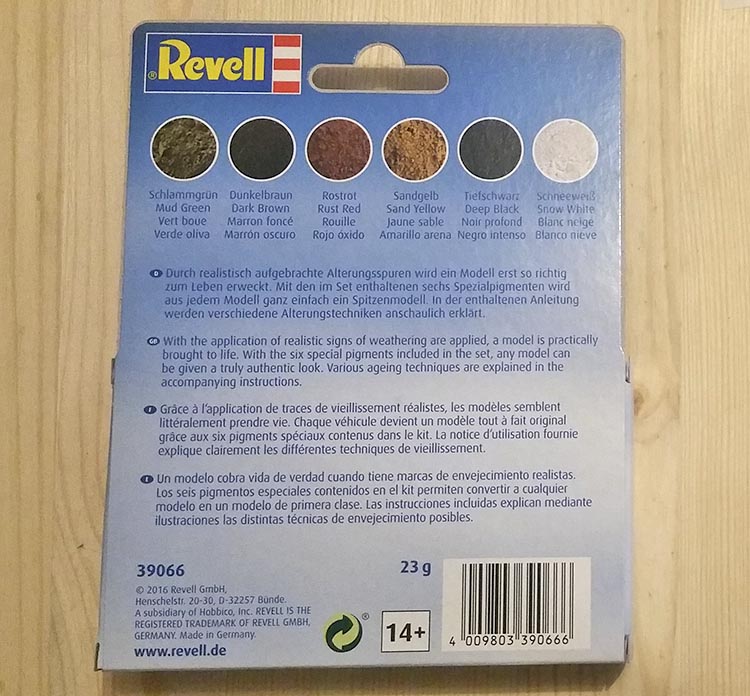 ®Revell
Schlammgrün Dunkelbraun Rostrot Sandgelb Tiefschwarz Schneeweiß
Mud Green Dark Brown Rust Red Sand Yellow Deep Black Snow White
Vert boue Marron foncé Rouille Jaune sable Noir profond Blanc neige
Verde oliva Marrón oscuro Rojo óxido Amarillo arena Negro intenso Blanco nieve
D Durch realistisch aufgebrachte Alterungsspuren wird ein Modell erst so richtig
zum Leben erweckt. Mit den im Set enthaltenen sechs Spezialpigmenten wird
aus jedem Modell ganz einfach ein Spitzenmodell. In der enthaltenen Anleitung
werden verschiedene Alterungstechniken anschaulich erklärt.
GB With the application of realistic signs of weathering are applied, a model is practically
brought to life. With the six special pigments included in the set, any model can
be given a truly authentic look. Various ageing techniques are explained in the
accompanying instructions.
F Grâce à l'application de traces de vieillissement réalistes, les modèles semblent
littéralement prendre vie. Chaque véhicule devient un modèle tout à fait original
grâce aux six pigments spéciaux contenus dans le kit. La notice d'utilisation fournie
explique clairement les différentes techniques de vieillissement.
E Un modelo cobra vida de verdad cuando tiene marcas de envejecimiento realistas.
Los seis pigmentos especiales contenidos en el kit permiten convertir a cualquier
modelo en un modelo de primera clase. Las instrucciones incluidas explican mediante
ilustraciones las distintas técnicas de envejecimiento posibles.
39066
23 g
© 2016 Revell GmbH,
Henschelstr. 20-30, D-32257 Bünde.
A subsidiary of Hobbico, Inc. REVELL IS THE
REGISTERED TRADEMARK OF REVELL GMBH,
GERMANY. Made in Germany.
www.revell.de
®
14+
4 009803 390666